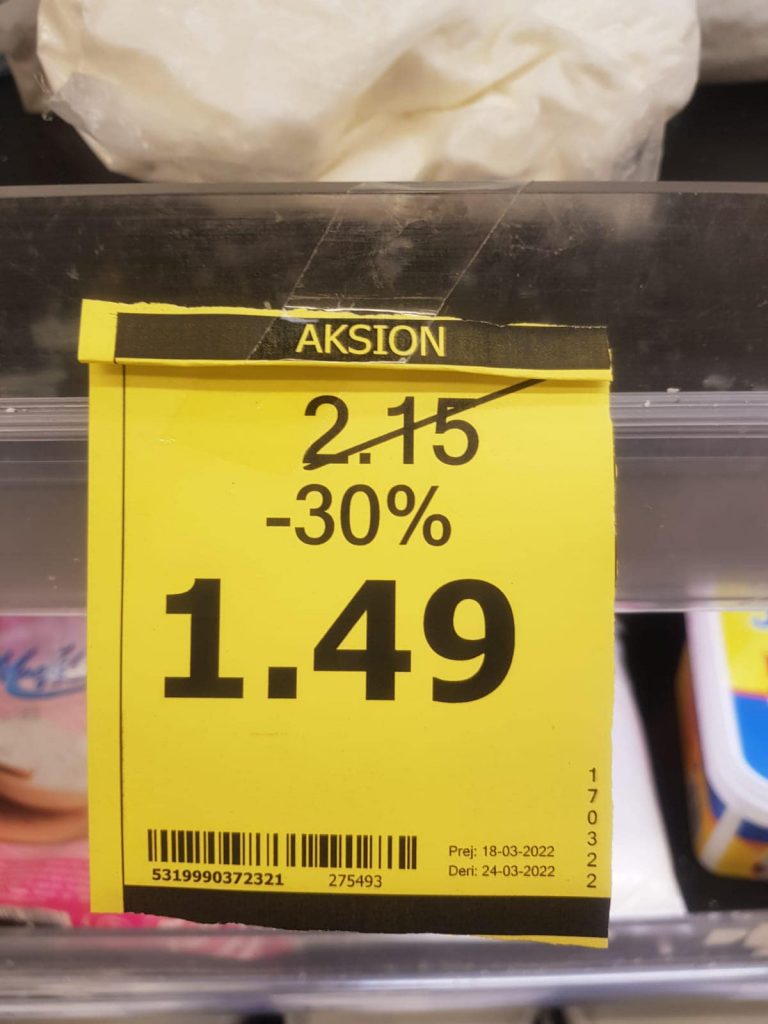 AKSION
2.15
-30%
1.49
170322
5319990372321
275493
Prej: 18-03-2022
Deri: 24-03-2022